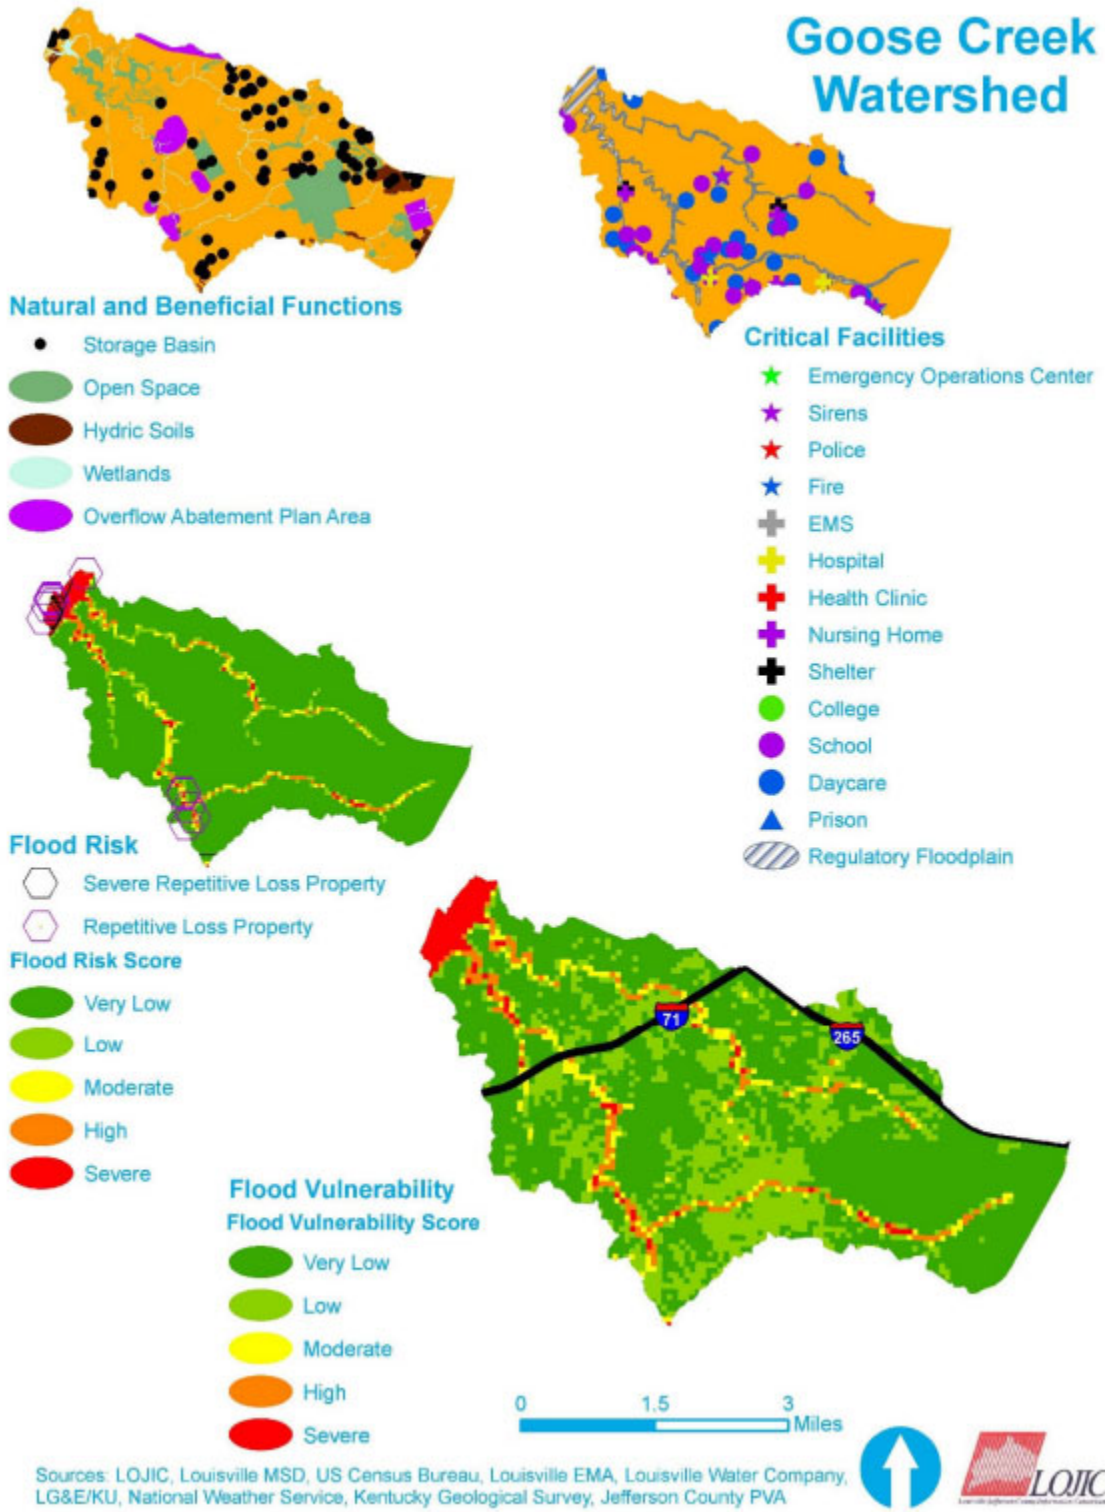 Goose Creek
Watershed
Natural and Beneficial Functions
Storage Basin
Open Space
Hydric Soils
Wetlands
Overflow Abatement Plan Area
Critical Facilities
Emergency Operations Center
Sirens
Police
Fire
EMS
Hospital
Health Clinic
Nursing Home
Shelter
College
School
Daycare
Prison
Regulatory Floodplain
Flood Risk
Severe Repetitive Loss Property
Repetitive Loss Property
Flood Risk Score
Very Low
Low
Moderate
High
Severe
71
265
Flood Vulnerability
Flood Vulnerability Score
Very Low
Low
Moderate
High
Severe
0 1.5 3
Miles
Sources: LOJIC, Louisville MSD, US Census Bureau, Louisville EMA, Louisville Water Company,
LG&E/KU, National Weather Service, Kentucky Geological Survey, Jefferson County PVA
LOJIC